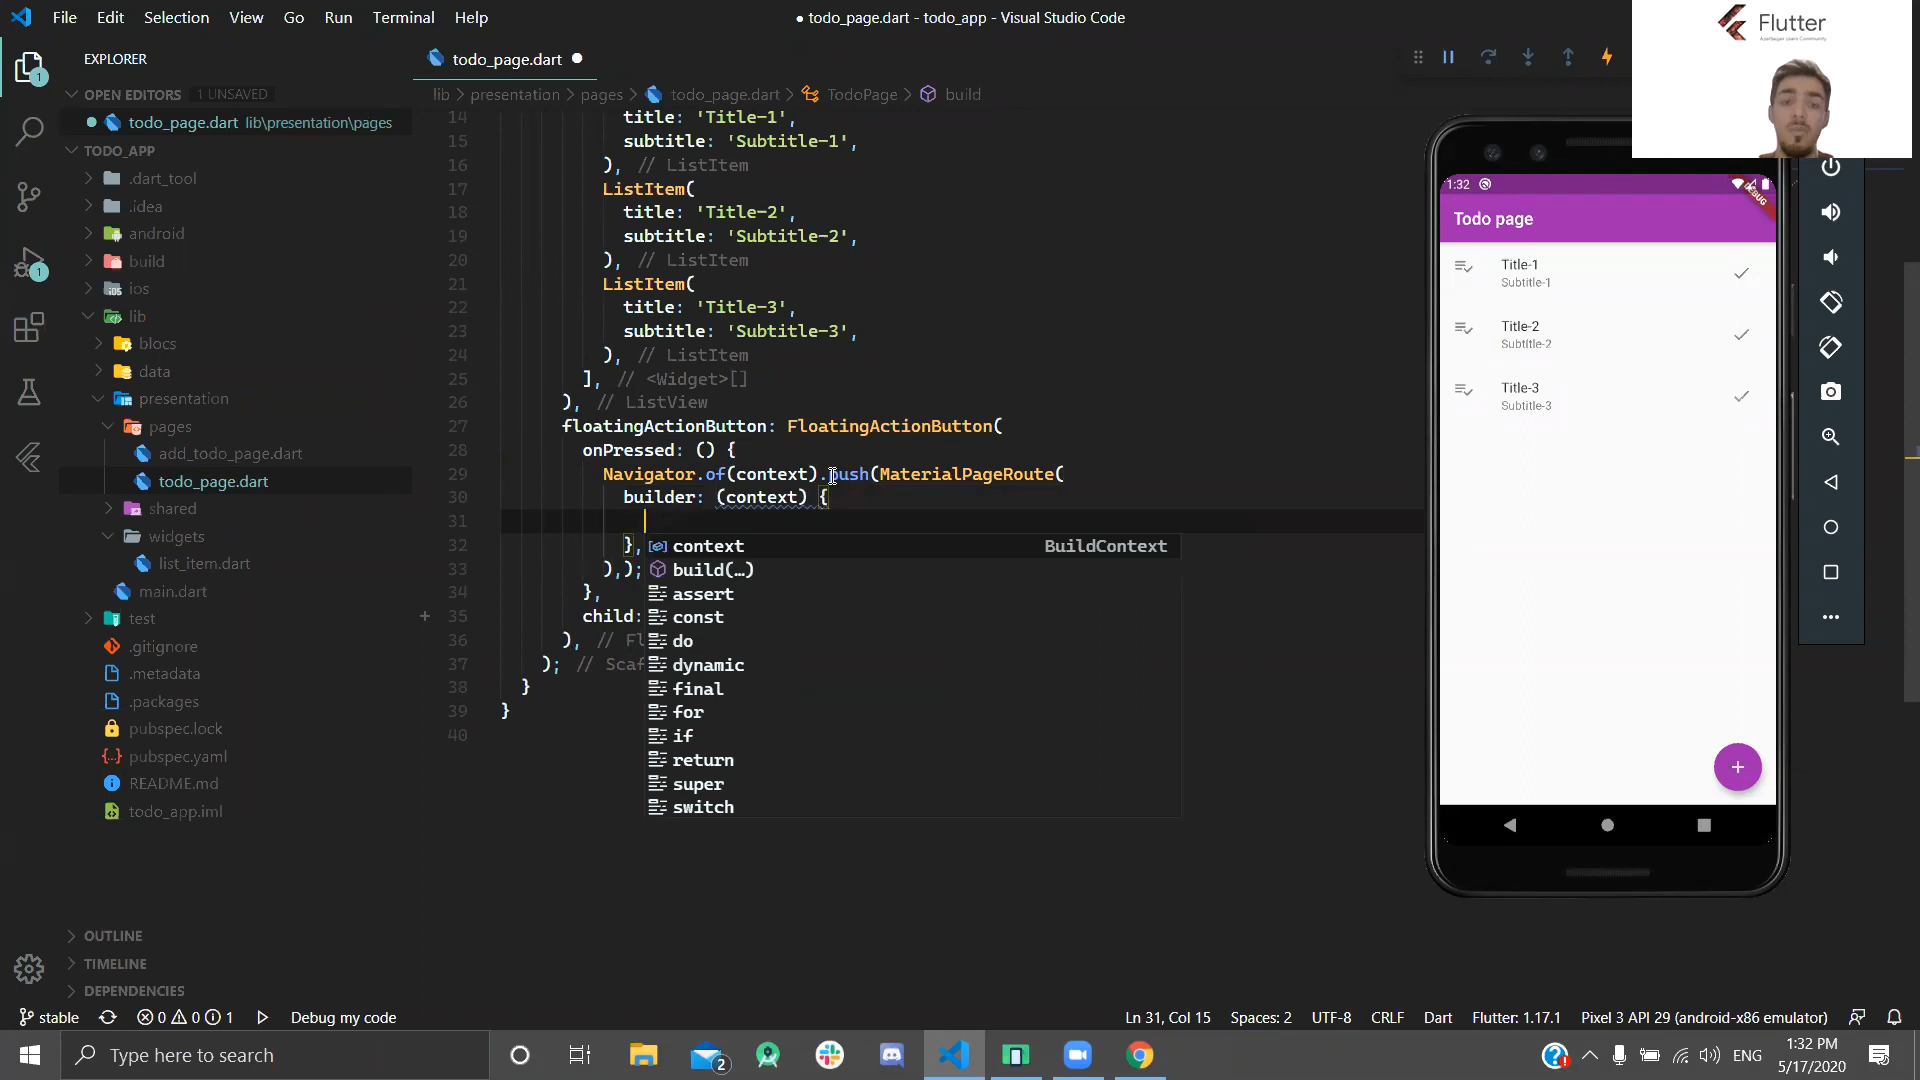 File Edit Selection View Go Run Terminal Help
● todo_page.dart - todo_app - Visual Studio Code
Flutter
EXPLORER
OPEN EDITORS 1 UNSAVED
todo_page.dart lib\presentation\pages
TODO_APP
.dart_tool
.idea
android
build
ios
lib
blocs
data
presentation
pages
add_todo_page.dart
todo_page.dart
shared
widgets
list_item.dart
main.dart
test
.gitignore
.metadata
.packages
pubspec.lock
pubspec.yaml
README.md
todo_app.iml
OUTLINE
TIMELINE
DEPENDENCIES
todo_page.dart
lib > presentation > pages > todo_page.dart > TodoPage > build
14 title: 'Title-1',
15 subtitle: 'Subtitle-1',
16 ), // ListItem
17 ListItem(
18 title: 'Title-2',
19 subtitle: 'Subtitle-2',
20 ), // ListItem
21 ListItem(
22 title: 'Title-3',
23 subtitle: 'Subtitle-3',
24 ), // ListItem
25 ], // <Widget>[]
26 ), // ListView
27 floatingActionButton: FloatingActionButton(
28 onPressed: () {
29 Navigator.of(context).push(MaterialPageRoute(
30 builder: (context) {
31
32 },
33 ),);
34 },
35 child:
36 ), // Fl
37 ); // Scaf
38 }
39 }
40
context BuildContext
build(…)
assert
const
do
dynamic
final
for
if
return
super
switch
1:32
DEBUG
Todo page
Title-1
Subtitle-1
Title-2
Subtitle-2
Title-3
Subtitle-3
stable 0 0 1 Debug my code
Ln 31, Col 15 Spaces: 2 UTF-8 CRLF Dart Flutter: 1.17.1 Pixel 3 API 29 (android-x86 emulator)
Type here to search
2
ENG
1:32 PM
5/17/2020